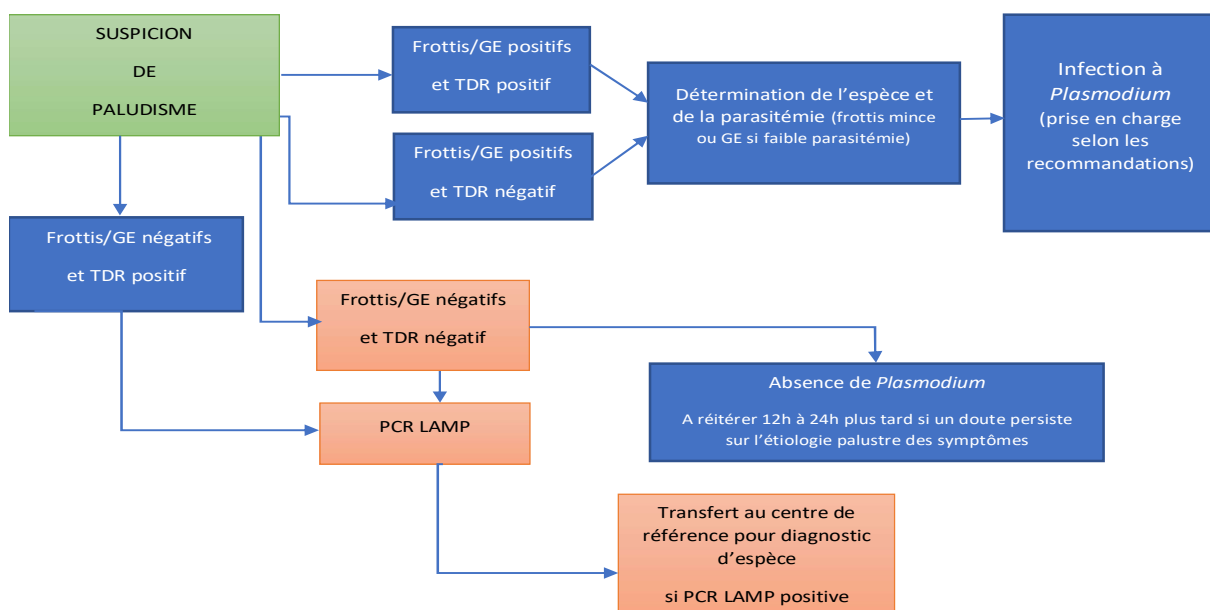 SUSPICION
DE
PALUDISME
Frottis/GE positifs
et TDR positif
Frottis/GE positifs
et TDR négatif
Détermination de l'espèce et
de la parasitémie (frottis mince
ou GE si faible parasitémie)
Infection à
Plasmodium
(prise en charge
selon les
recommandations)
Frottis/GE négatifs
et TDR positif
Frottis/GE négatifs
et TDR négatif
Absence de Plasmodium
A réitérer 12h à 24h plus tard si un doute persiste
sur l'étiologie palustre des symptômes
PCR LAMP
Transfert au centre de
référence pour diagnostic
d'espèce
si PCR LAMP positive